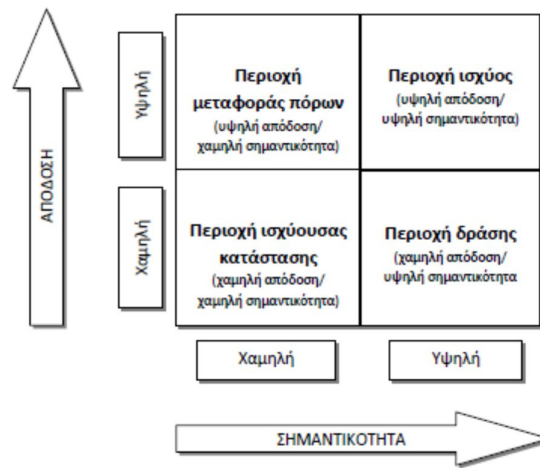 ΑΠΟΔΟΣΗ
Υψηλή
Χαμηλή
Περιοχή
μεταφοράς πόρων
(υψηλή απόδοση/
χαμηλή σημαντικότητα)
Περιοχή ισχύος
(υψηλή απόδοση/
υψηλή σημαντικότητα)
Περιοχή ισχύουσας
κατάστασης
(χαμηλή απόδοση/
χαμηλή σημαντικότητα)
Περιοχή δράσης
(χαμηλή απόδοση/
υψηλή σημαντικότητα
Χαμηλή
Υψηλή
ΣΗΜΑΝΤΙΚΟΤΗΤΑ